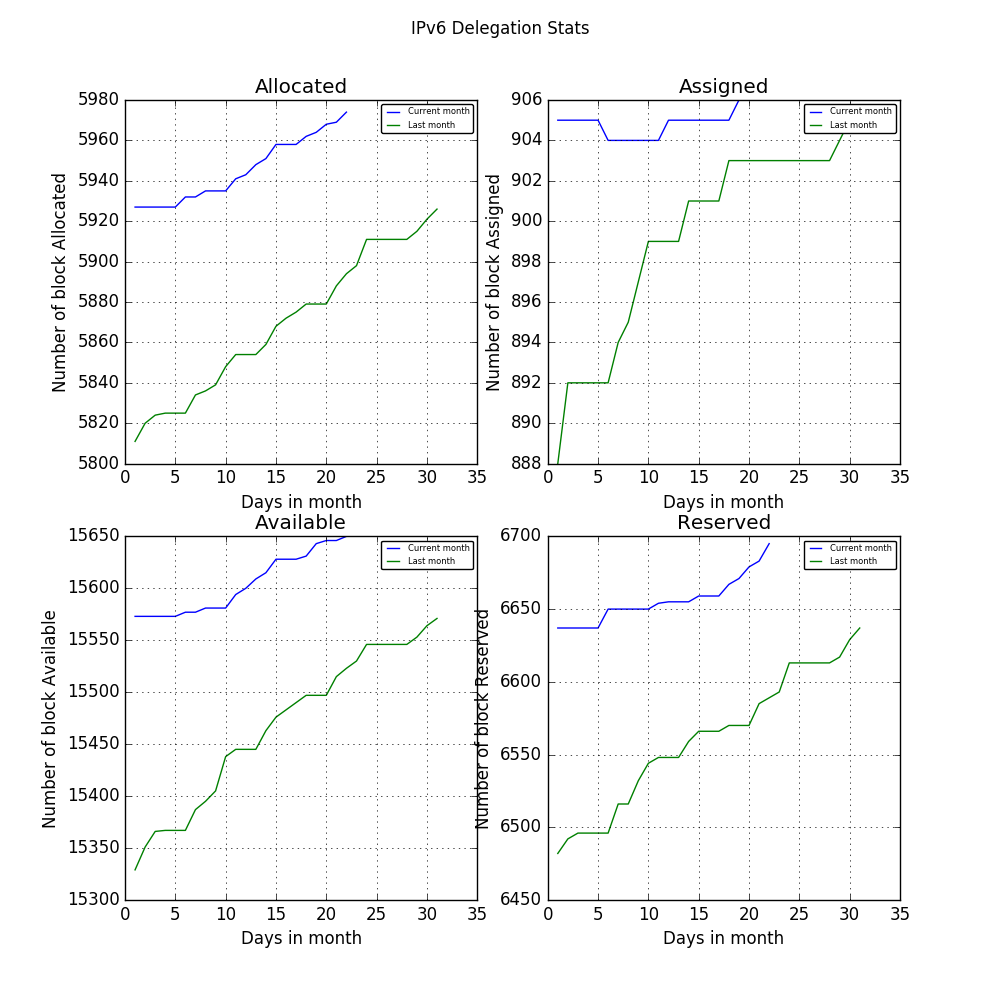 IPv6 Delegation Stats
Allocated
Number of block Allocated
5980
5960
5940
5920
5900
5880
5860
5840
5820
5800
0 5 10 15 20 25 30 35
Days in month
Current month
Last month
Assigned
Number of block Assigned
906
904
902
900
898
896
894
892
890
888
0 5 10 15 20 25 30 35
Days in month
Current month
Last month
Available
Number of block Available
15650
15600
15550
15500
15450
15400
15350
15300
0 5 10 15 20 25 30 35
Days in month
Current month
Last month
Reserved
Number of block Reserved
6700
6650
6600
6550
6500
6450
0 5 10 15 20 25 30 35
Days in month
Current month
Last month